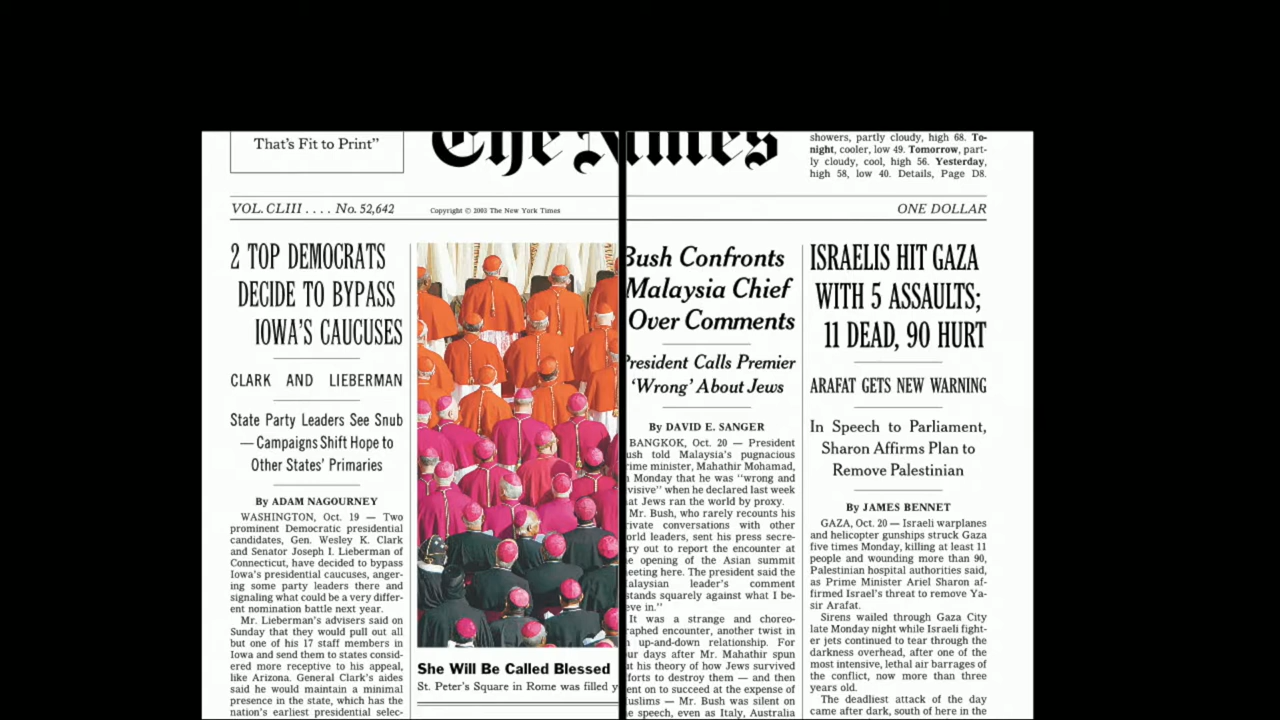 That's Fit to Print”
The
Times
showers, partly cloudy, high 68. To-
night, cooler, low 49. Tomorrow, part-
ly cloudy, cool, high 56. Yesterday,
high 58, low 40. Details, Page D8.
VOL. CLIII .... No. 52,642
Copyright © 2003 The New York Times
ONE DOLLAR
2 TOP DEMOCRATS
DECIDE TO BYPASS
IOWA'S CAUCUSES
CLARK AND LIEBERMAN
State Party Leaders See Snub
— Campaigns Shift Hope to
Other States' Primaries
By ADAM NAGOURNEY
WASHINGTON, Oct. 19 — Two
prominent Democratic presidential
candidates, Gen. Wesley K. Clark
and Senator Joseph I. Lieberman of
Connecticut, have decided to bypass
Iowa's presidential caucuses, anger-
ing some party leaders there and
signaling what could be a very differ-
ent nomination battle next year.
Mr. Lieberman's advisers said on
Sunday that they would pull out all
but one of his 17 staff members in
Iowa and send them to states consid-
ered more receptive to his appeal,
like Arizona. General Clark's aides
said he would maintain a minimal
presence in the state, which has the
nation's earliest presidential selec-
She Will Be Called Blessed
St. Peter's Square in Rome was filled y
Bush Confronts
Malaysia Chief
Over Comments
President Calls Premier
‘Wrong’ About Jews
By DAVID E. SANGER
BANGKOK, Oct. 20 — President
ush told Malaysia's pugnacious
rime minister, Mahathir Mohamad,
n Monday that he was “wrong and
visive” when he declared last week
at Jews ran the world by proxy.
Mr. Bush, who rarely recounts his
rivate conversations with other
orld leaders, sent his press secre-
ry out to report the encounter at
e opening of the Asian summit
eeting here. The president said the
alaysian leader's comment
stands squarely against what I be-
eve in.”
It was a strange and choreo-
raphed encounter, another twist in
n up-and-down relationship. For
ur days after Mr. Mahathir spun
ut his theory of how Jews survived
forts to destroy them — and then
ent on to succeed at the expense of
uslims — Mr. Bush was silent on
e speech, even as Italy, Australia
ISRAELIS HIT GAZA
WITH 5 ASSAULTS;
11 DEAD, 90 HURT
ARAFAT GETS NEW WARNING
In Speech to Parliament,
Sharon Affirms Plan to
Remove Palestinian
By JAMES BENNET
GAZA, Oct. 20 — Israeli warplanes
and helicopter gunships struck Gaza
five times Monday, killing at least 11
people and wounding more than 90,
Palestinian hospital authorities said,
as Prime Minister Ariel Sharon af-
firmed Israel's threat to remove Ya-
sir Arafat.
Sirens wailed through Gaza City
late Monday night while Israeli fight-
er jets continued to tear through the
darkness overhead, after one of the
most intensive, lethal air barrages of
the conflict, now more than three
years old.
The deadliest attack of the day
came after dark, south of here in the